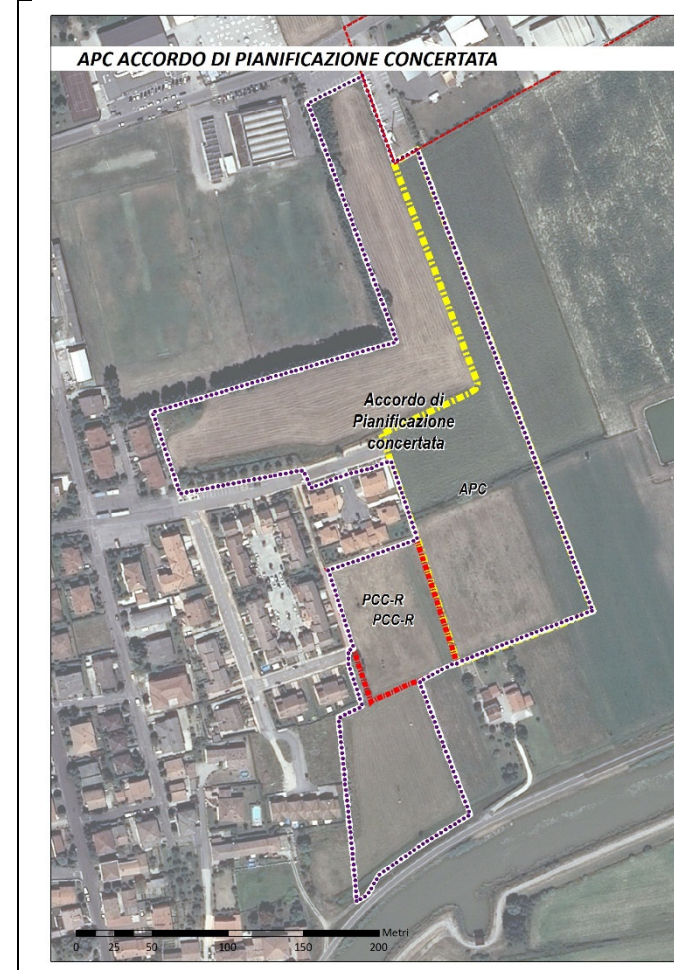 APC ACCORDO DI PIANIFICAZIONE CONCERTATA
Accordo di
Pianificazione
concertata
APC
PCC-R
PCC-R
Metri
0 25 50 100 150 200